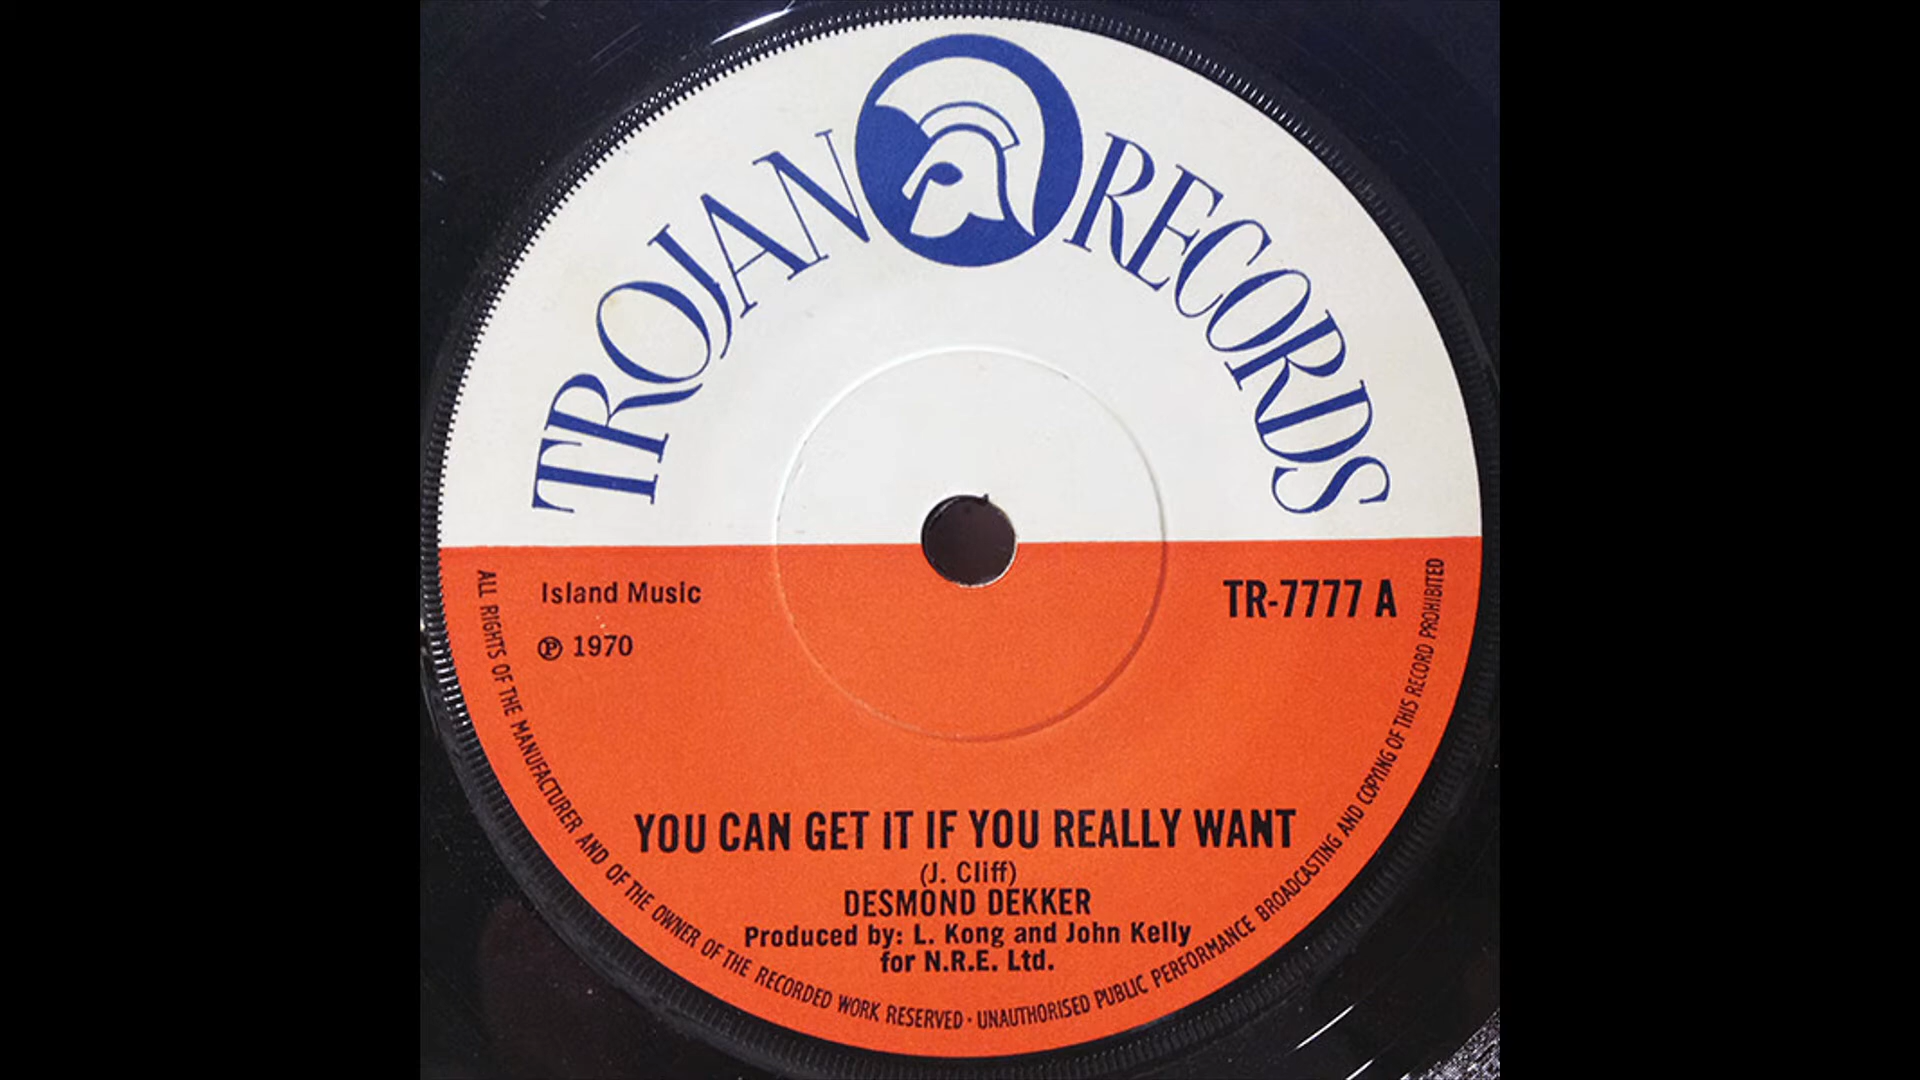 TROJAN RECORDS
Island Music
℗ 1970
TR-7777 A
YOU CAN GET IT IF YOU REALLY WANT
(J. Cliff)
DESMOND DEKKER
Produced by: L. Kong and John Kelly
for N.R.E. Ltd.
ALL RIGHTS OF THE MANUFACTURER AND OF THE OWNER OF THE RECORDED WORK RESERVED · UNAUTHORISED PUBLIC PERFORMANCE BROADCASTING AND COPYING OF THIS RECORD PROHIBITED